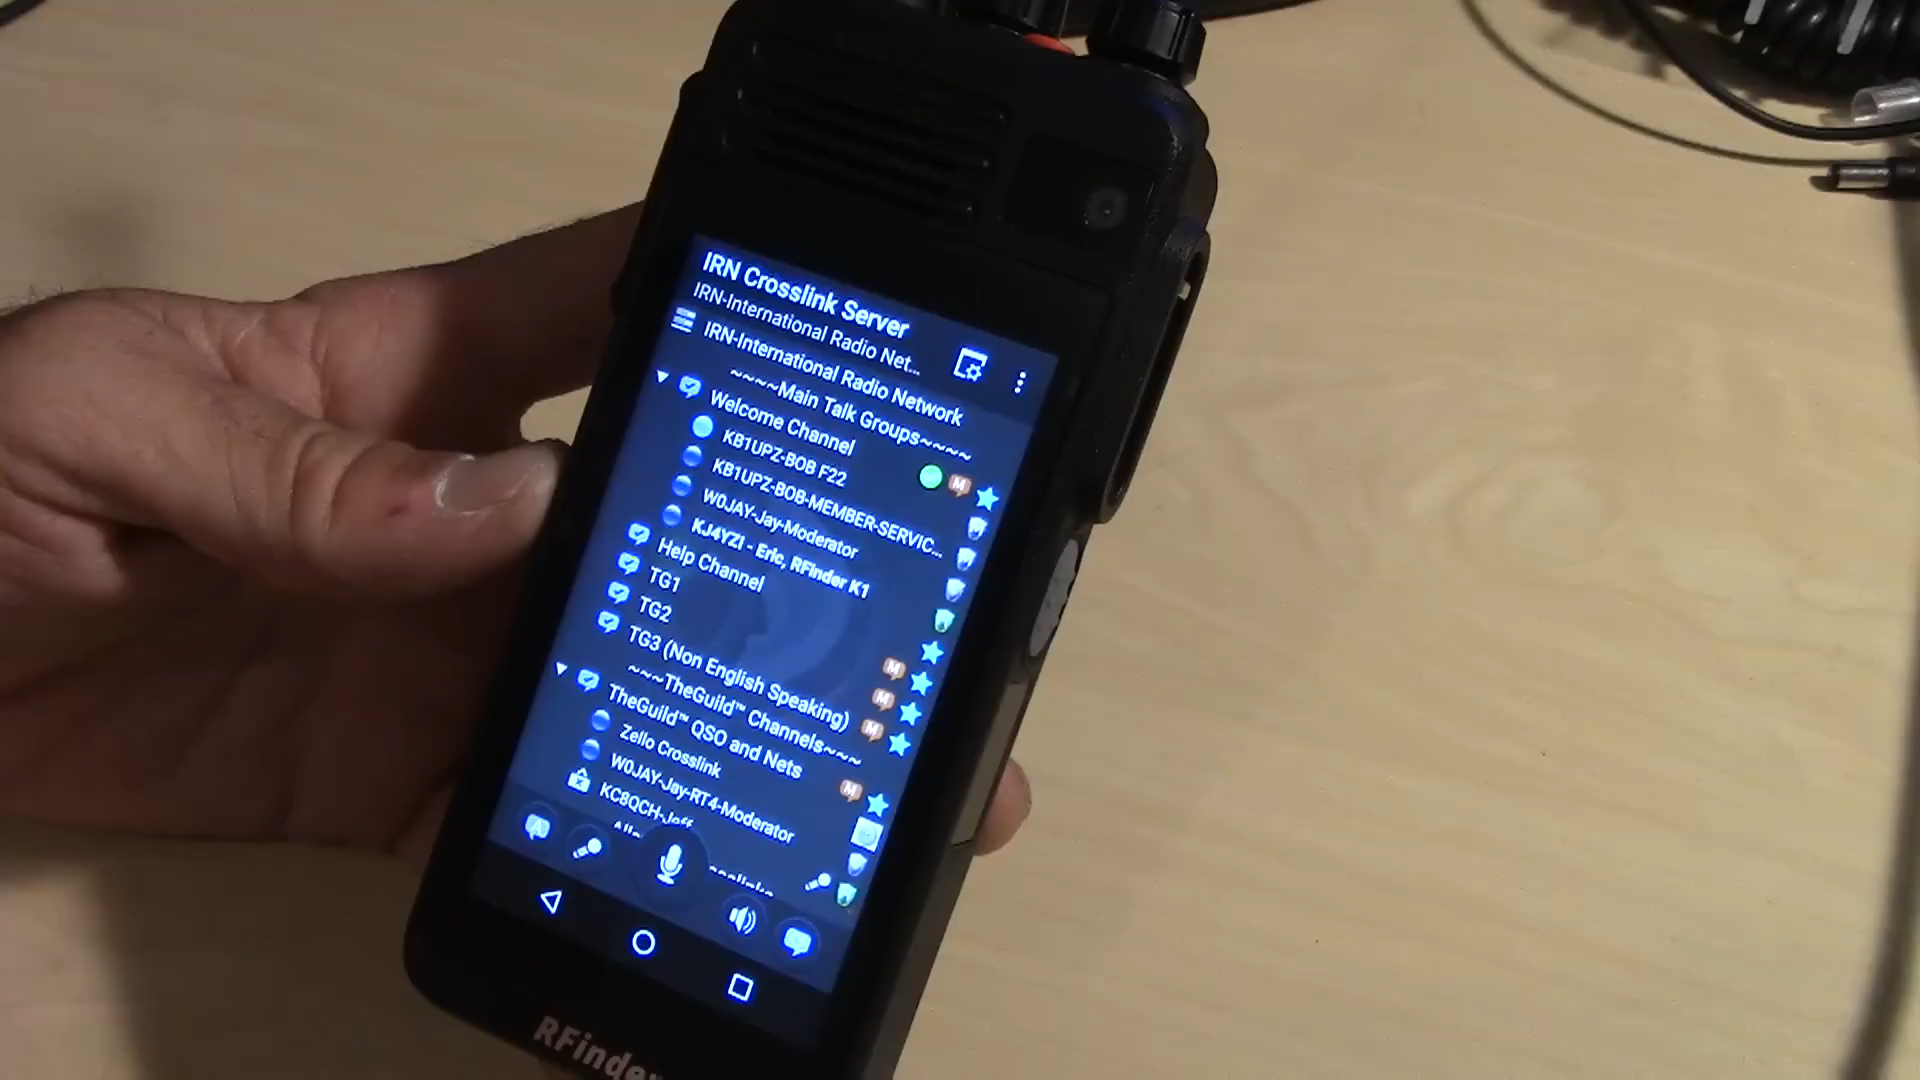 IRN Crosslink Server
IRN-International Radio Net...
IRN-International Radio Network
~~~~Main Talk Groups~~~~
Welcome Channel
KB1UPZ-BOB F22
KB1UPZ-BOB-MEMBER-SERVIC...
W0JAY-Jay-Moderator
KJ4YZI - Eric, RFinder K1
Help Channel
TG1
TG2
TG3 (Non English Speaking)
~~~TheGuild™ Channels~~~
TheGuild™ QSO and Nets
Zello Crosslink
W0JAY-Jay-RT4-Moderator
KC8QCH-Jeff
RFinder